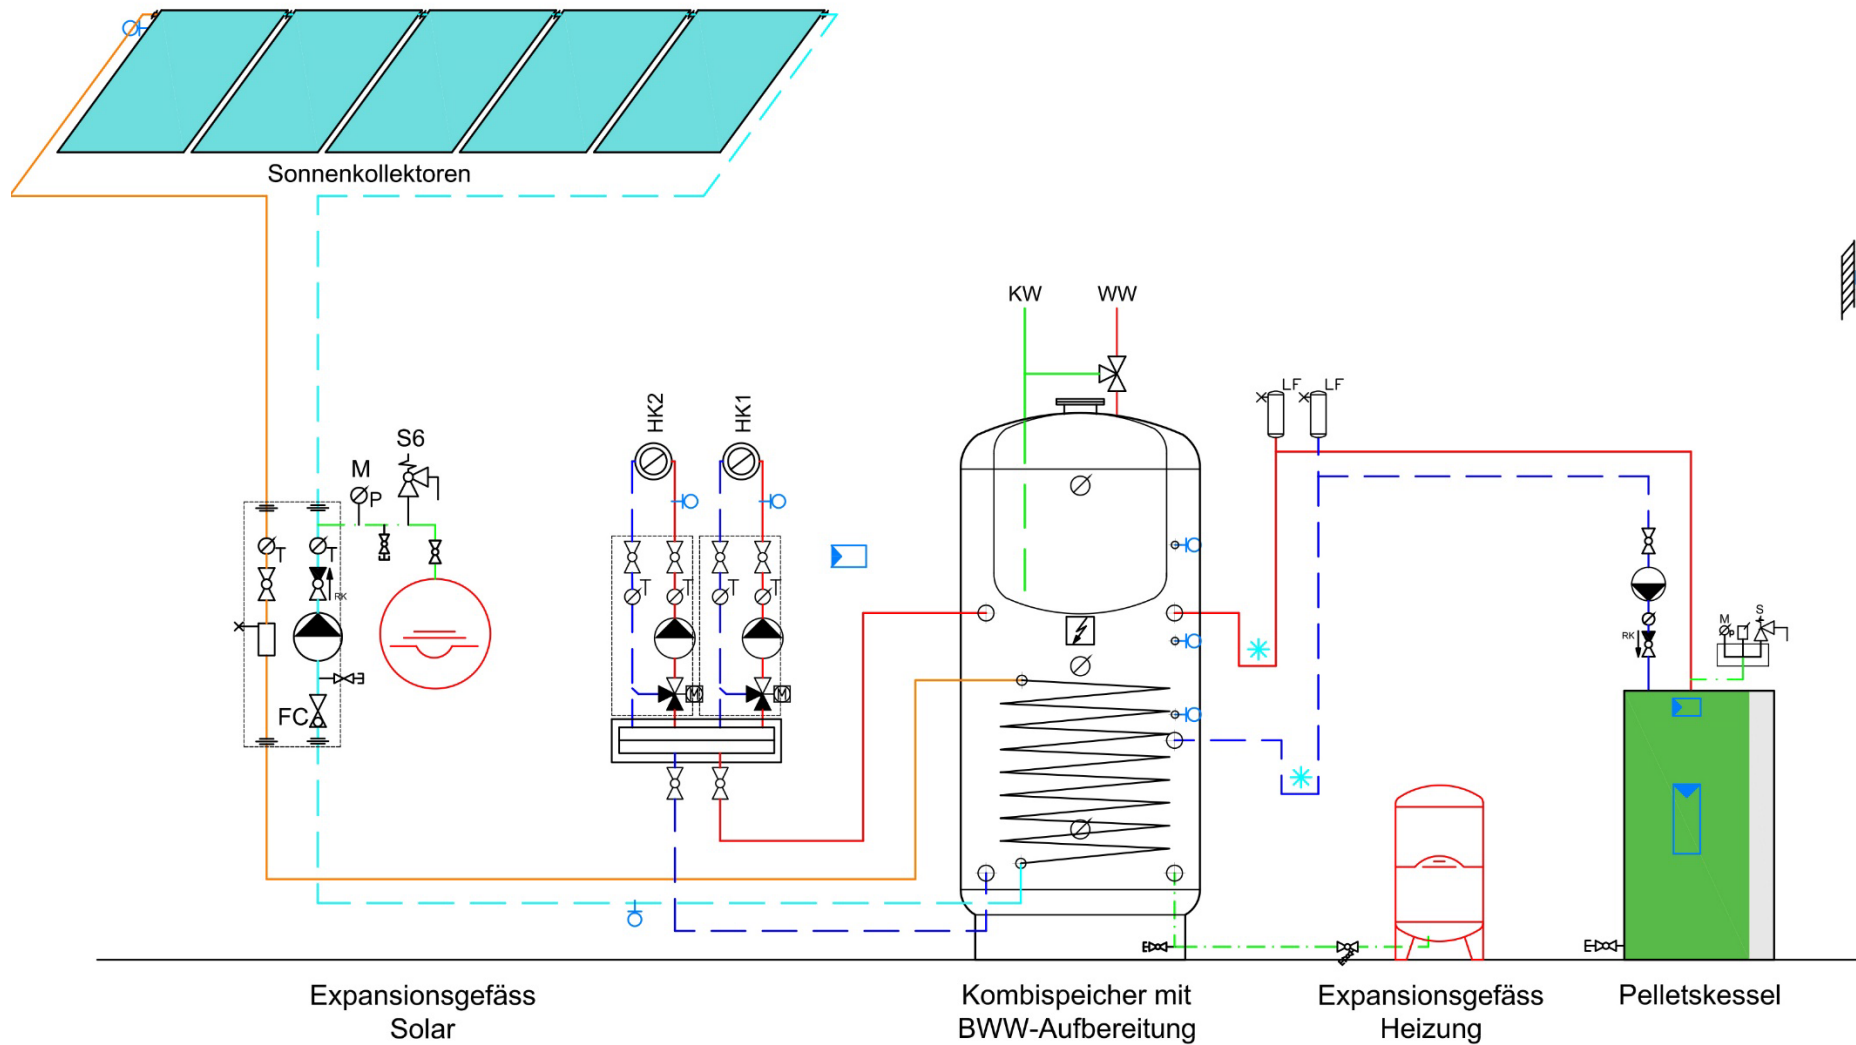 Sonnenkollektoren
KW
WW
LF
LF
HK2
HK1
S6
M
P
T
T
RK
T
T
T
T
M
M
FC
RK
M
P
S
Expansionsgefäss
Solar
Kombispeicher mit
BWW-Aufbereitung
Expansionsgefäss
Heizung
Pelletskessel